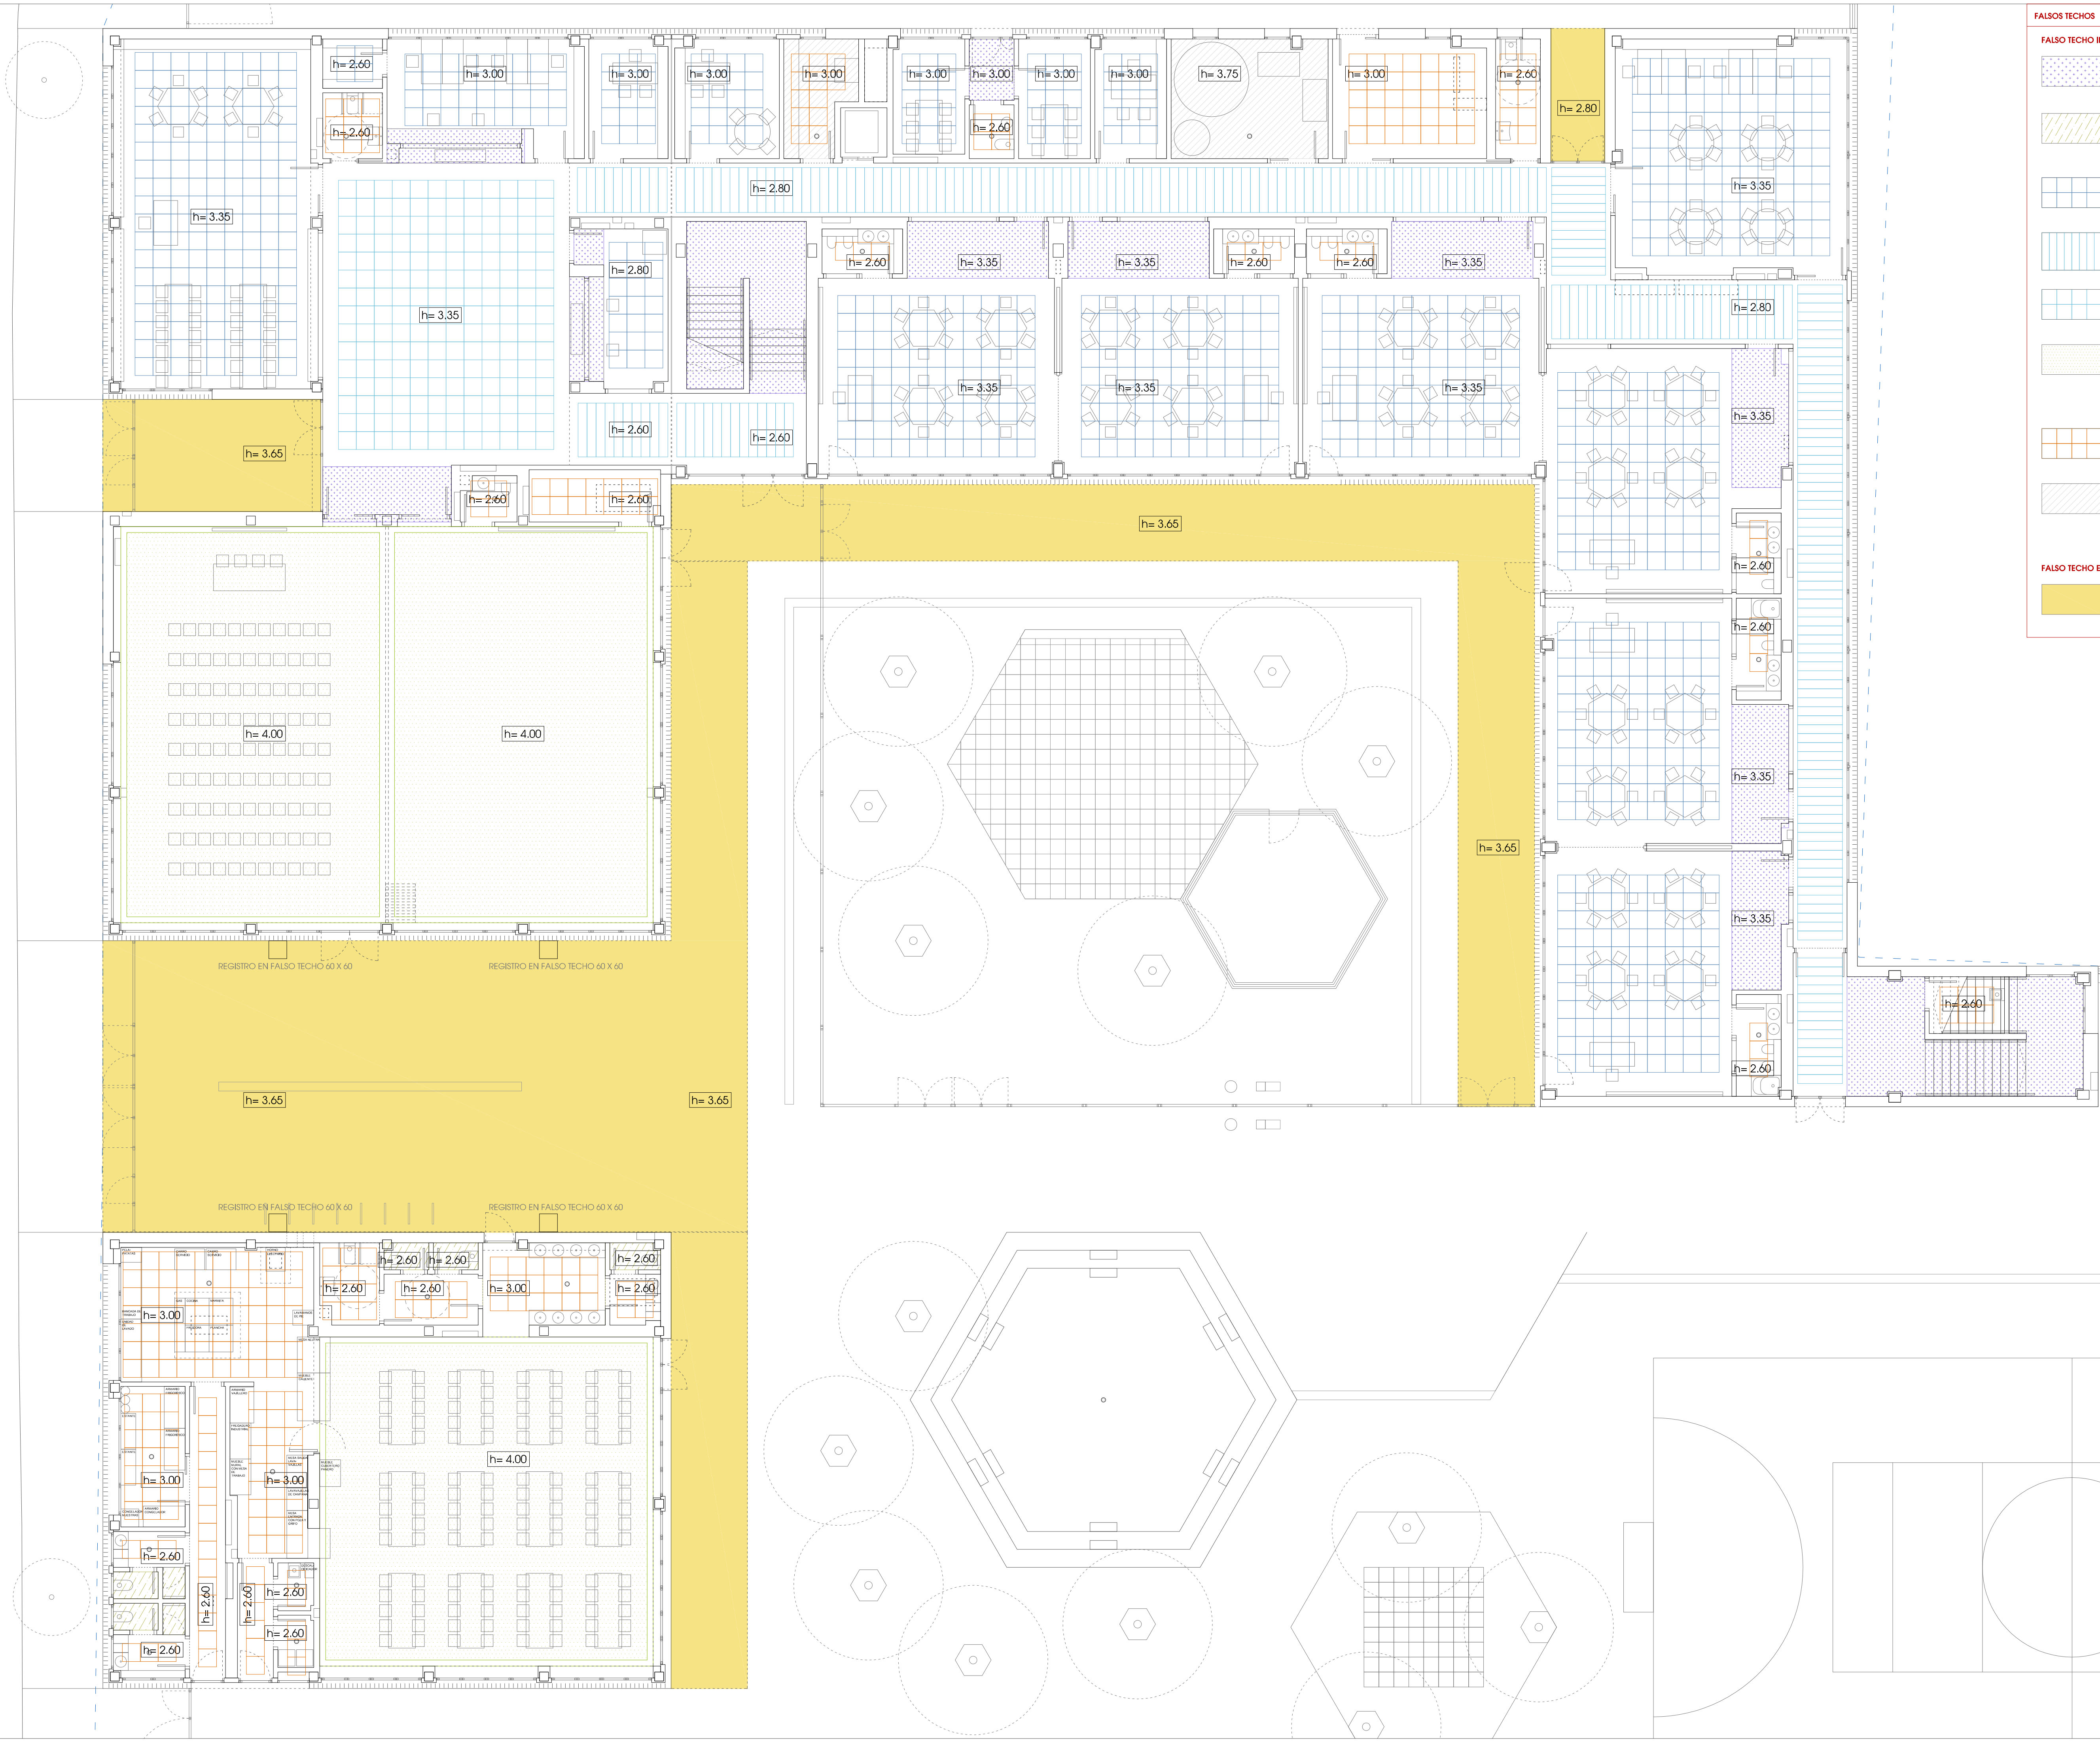 FALSOS TECHOS
FALSO TECHO I
h= 2.60
h= 3.00
h= 3.00
h= 3.00
h= 3.00
h= 3.00
h= 3.00
h= 3.00
h= 3.00
h= 3.75
h= 3.00
h= 2.60
h= 2.80
h= 2.60
h= 2.60
h= 2.80
h= 3.35
h= 3.35
h= 2.80
h= 2.60
h= 3.35
h= 3.35
h= 2.60
h= 2.60
h= 3.35
h= 3.35
h= 2.80
h= 3.35
h= 3.35
h= 3.35
h= 3.35
h= 2.60
h= 2.60
h= 3.65
h= 2.60
h= 2.60
h= 3.65
h= 2.60
FALSO TECHO E
h= 2.60
h= 4.00
h= 4.00
h= 3.35
h= 3.65
h= 3.35
REGISTRO EN FALSO TECHO 60 X 60
REGISTRO EN FALSO TECHO 60 X 60
h= 2.60
h= 2.60
h= 3.65
h= 3.65
REGISTRO EN FALSO TECHO 60 X 60
REGISTRO EN FALSO TECHO 60 X 60
h= 2.60
h= 2.60
h= 2.60
h= 2.60
h= 2.60
h= 3.00
h= 2.60
h= 3.00
h= 4.00
h= 3.00
h= 3.00
h= 2.60
h= 2.60
h= 2.60
h= 2.60
h= 2.60
h= 2.60